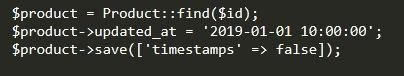 $product = Product::find($id);
$product->updated_at = '2019-01-01 10:00:00';
$product->save(['timestamps' => false]);